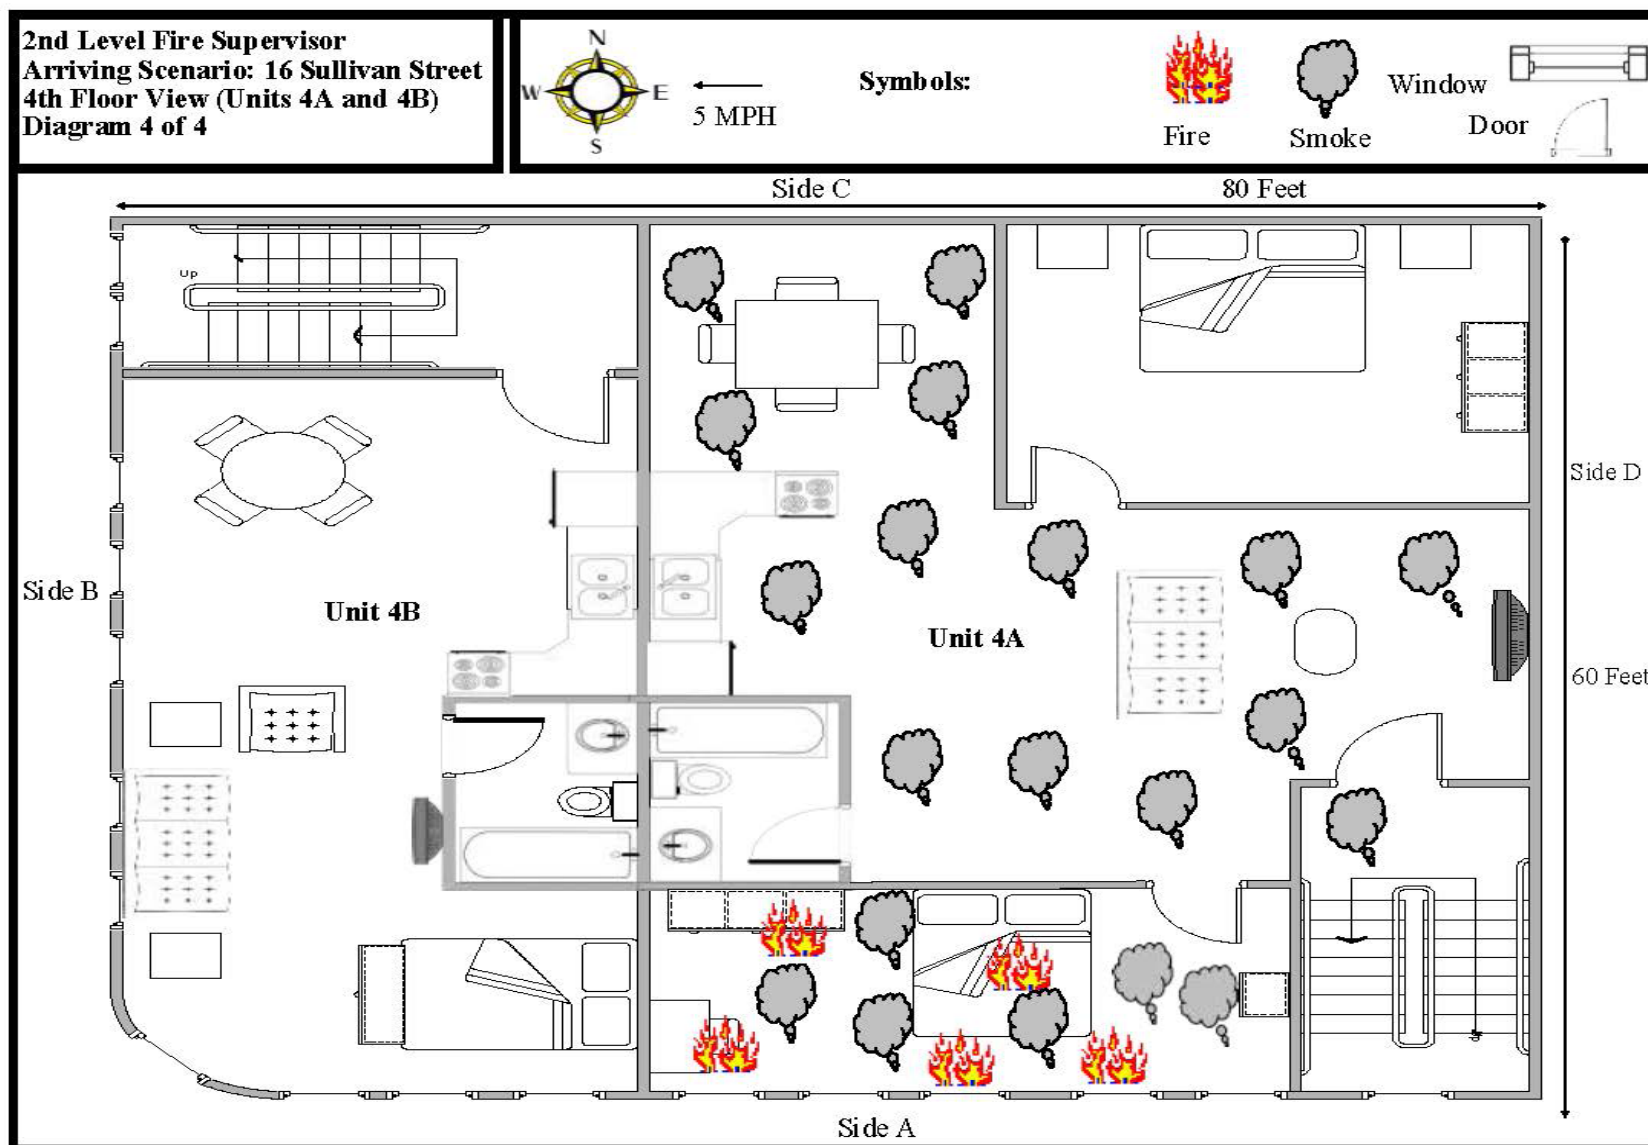 2nd Level Fire Supervisor
Arriving Scenario: 16 Sullivan Street
4th Floor View (Units 4A and 4B)
Diagram 4 of 4
N
W
E
S
5 MPH
Symbols:
Fire
Smoke
Window
Door
Side C
80 Feet
Up
Side D
Side B
Unit 4B
Unit 4A
60 Feet
Side A